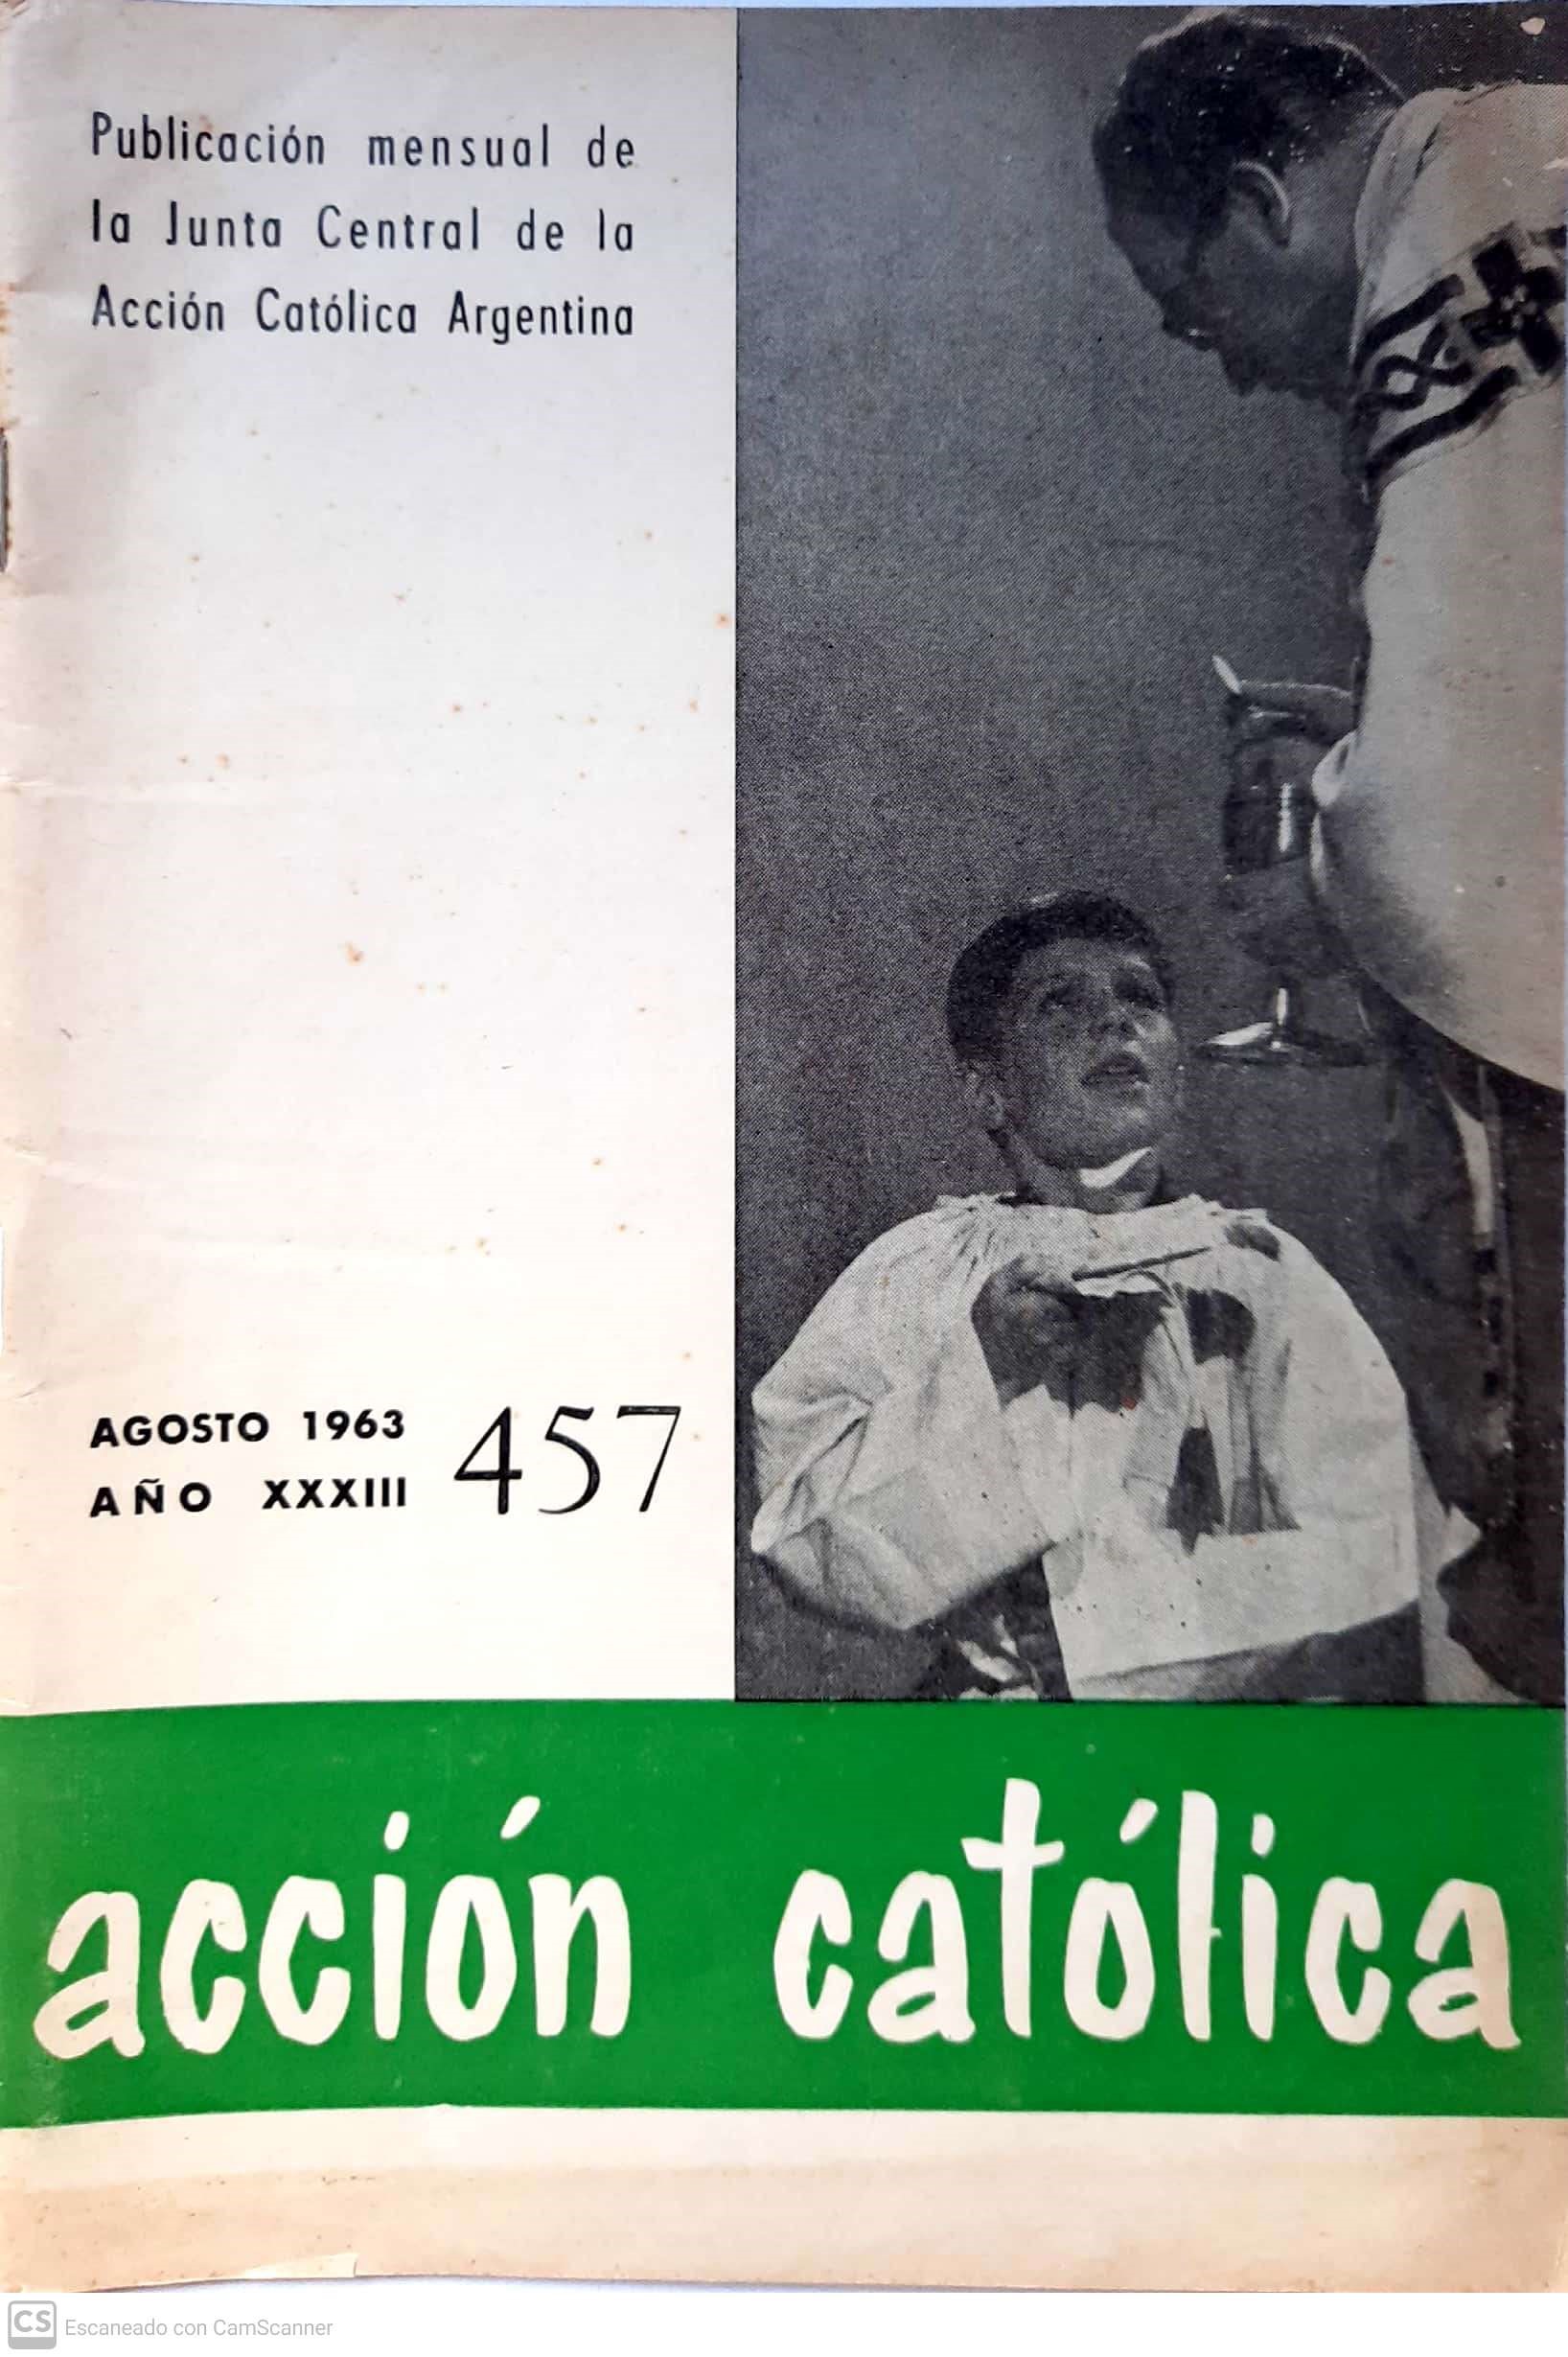 Publicación mensual de
la Junta Central de la
Acción Católica Argentina
AGOSTO 1963
AÑO XXXIII
457
acción católica
CS Escaneado con CamScanner